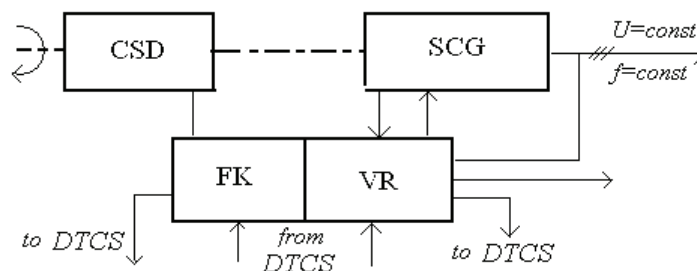 CSD
SCG
U=const
f=const
FK
VR
to DTCS
from
DTCS
to DTCS